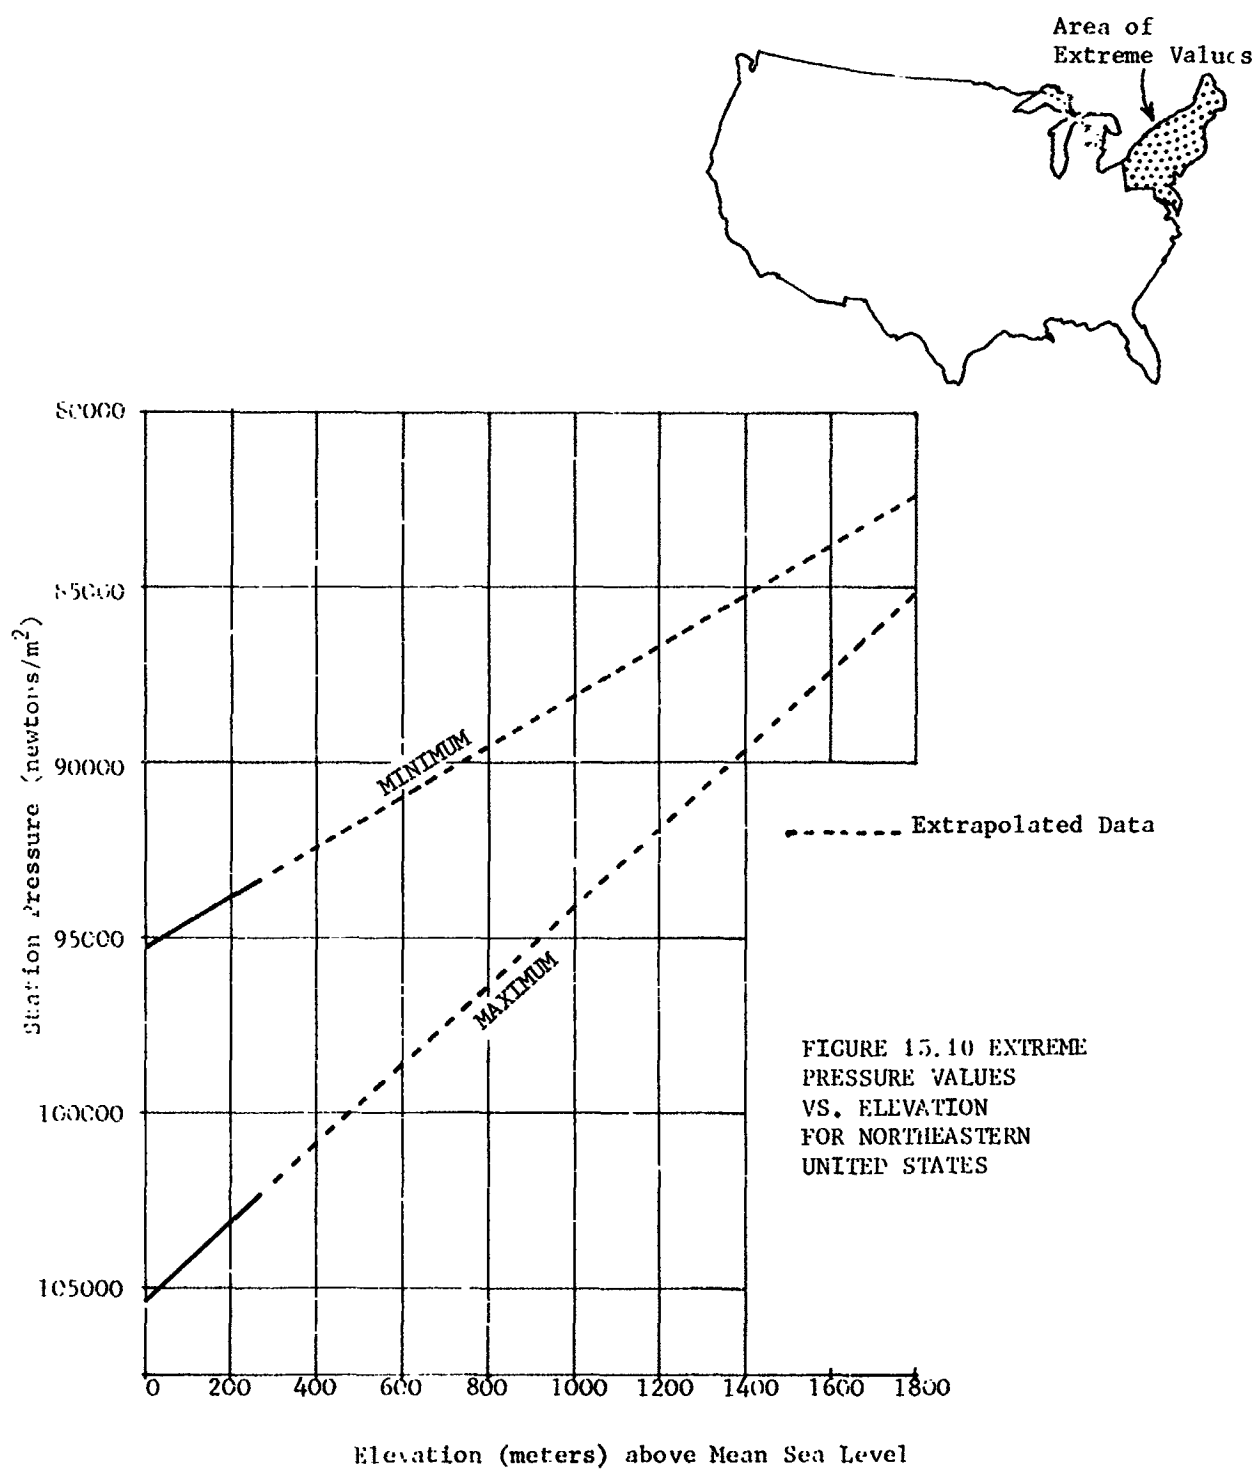 Area of
Extreme Values
80000
85000
90000
95000
100000
105000
Station Pressure (newtons/m²)
MINIMUM
MAXIMUM
Extrapolated Data
FIGURE 15.10 EXTREME
PRESSURE VALUES
VS. ELEVATION
FOR NORTHEASTERN
UNITED STATES
0 200 400 600 800 1000 1200 1400 1600 1800
Elevation (meters) above Mean Sea Level